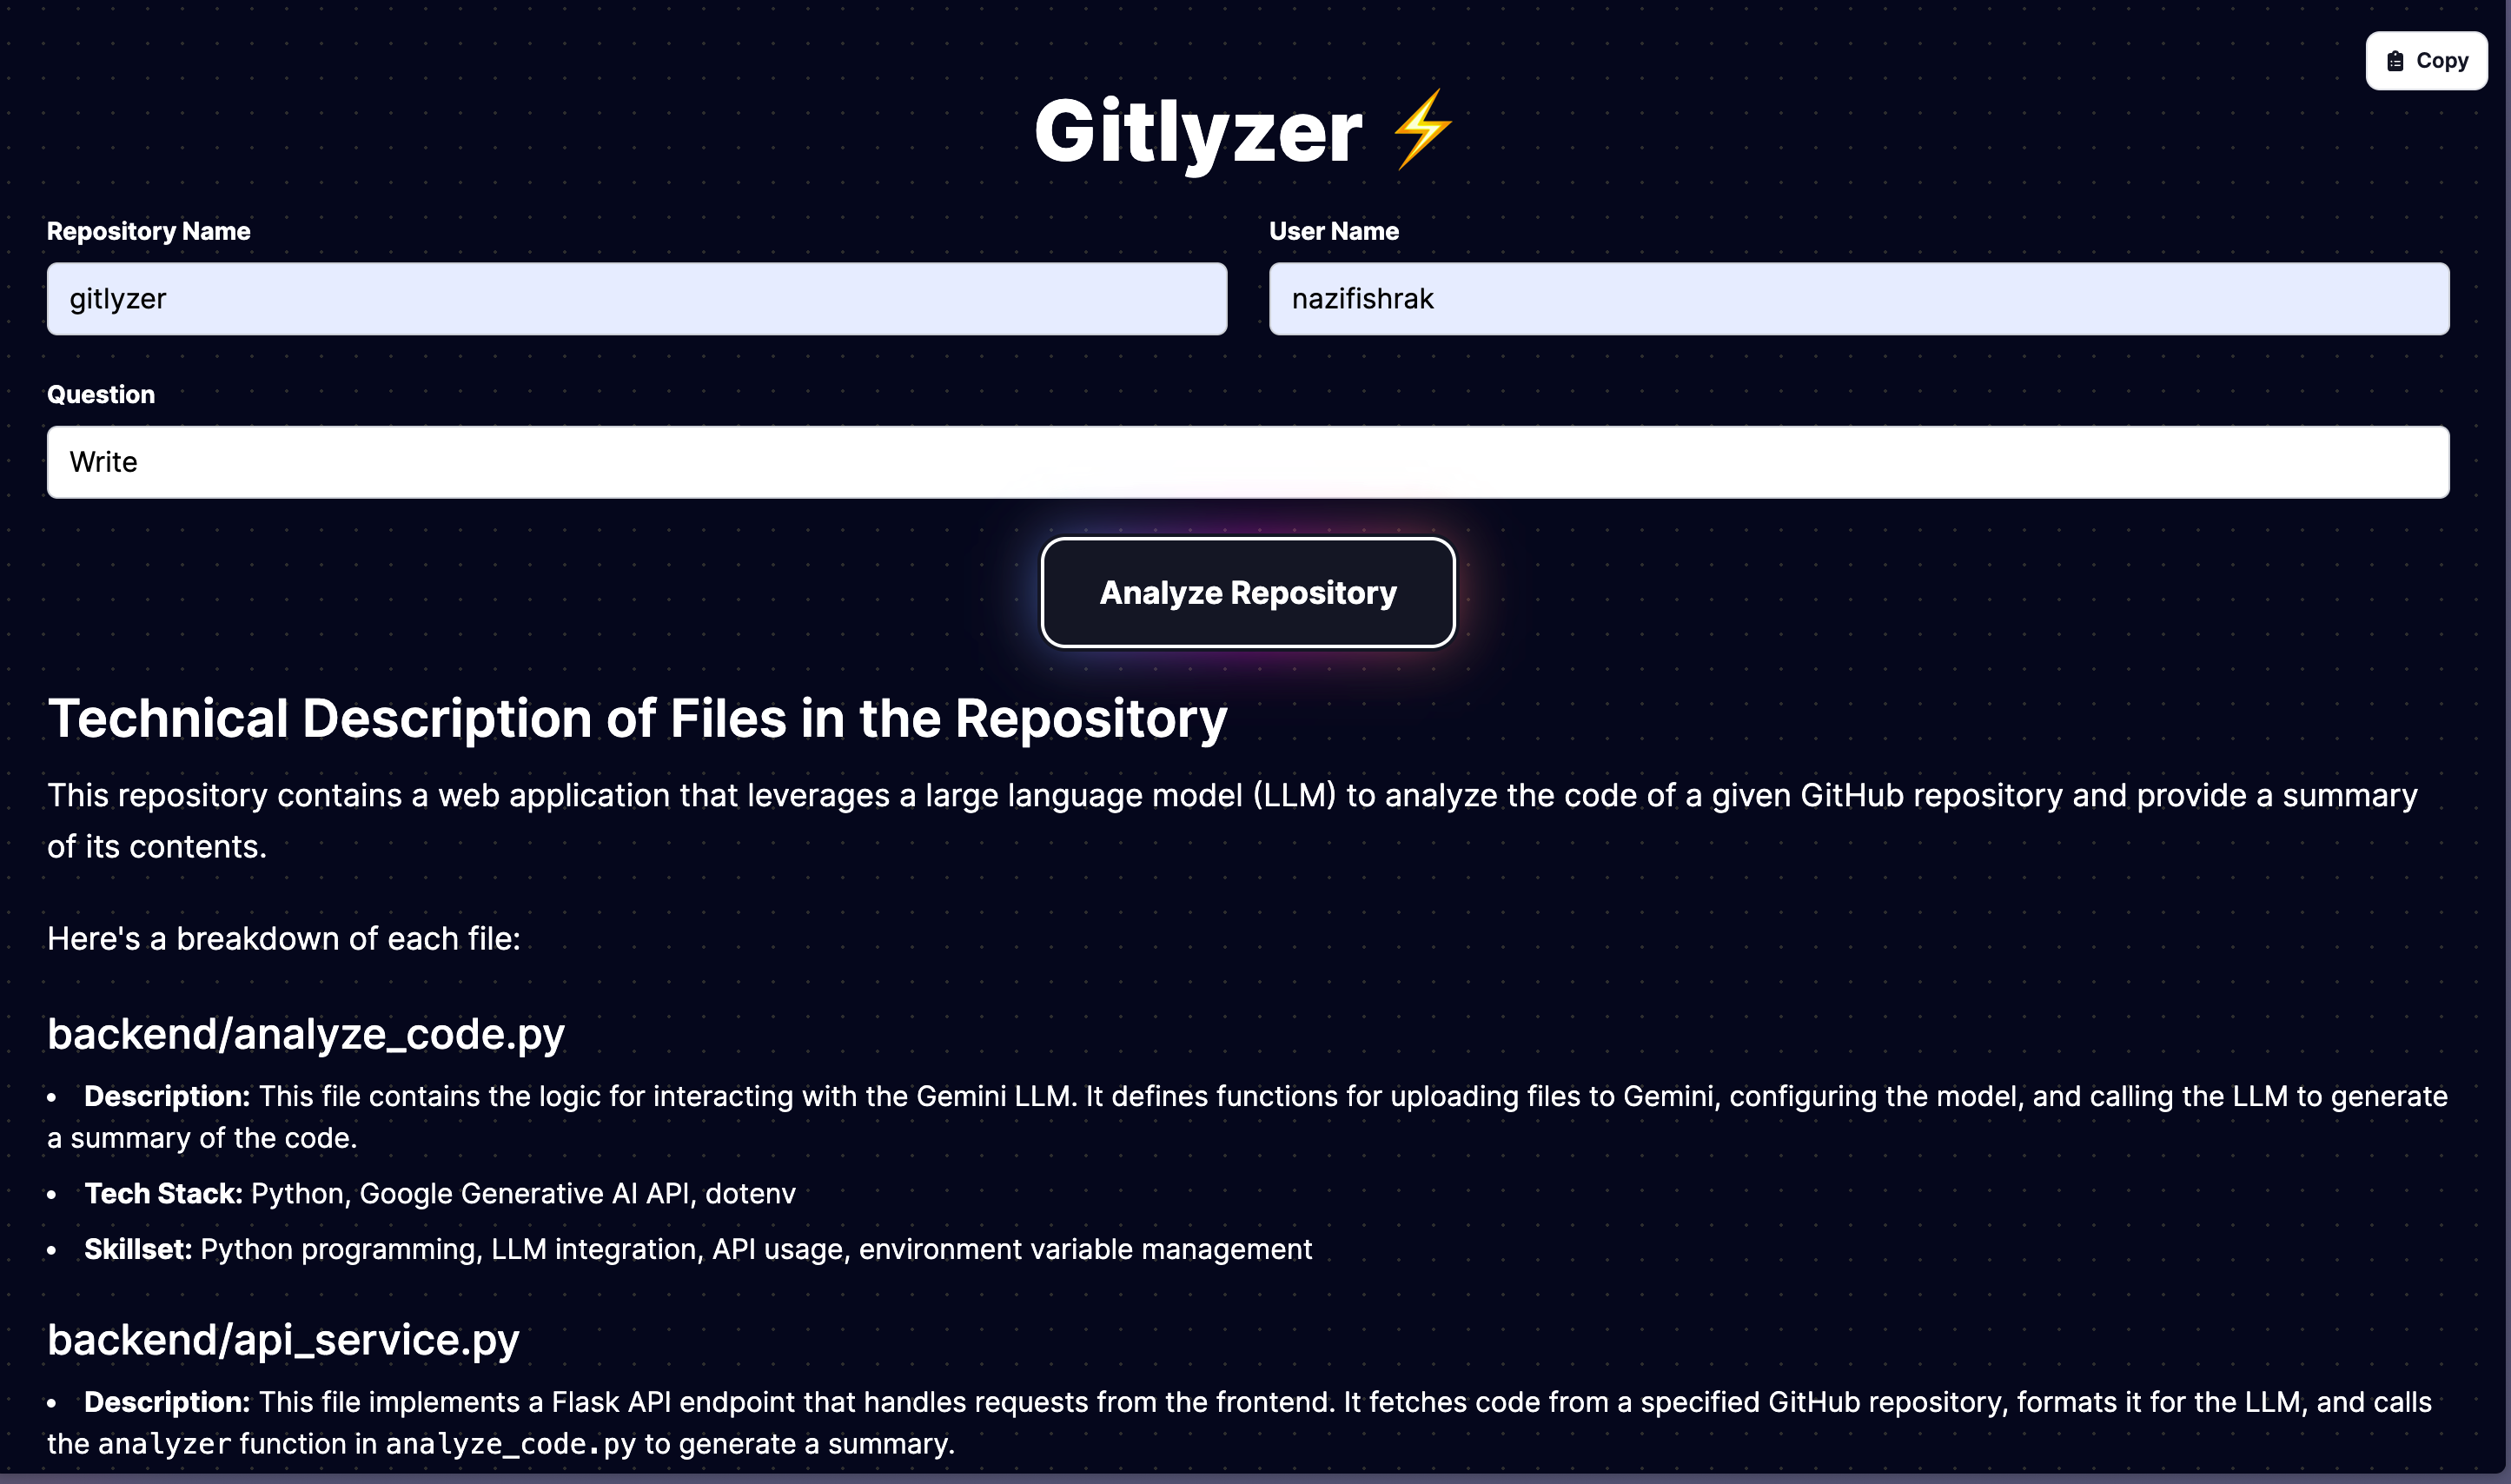 Copy
Gitlyzer ⚡
Repository Name
User Name
gitlyzer
nazifishrak
Question
Write
Analyze Repository
Technical Description of Files in the Repository
This repository contains a web application that leverages a large language model (LLM) to analyze the code of a given GitHub repository and provide a summary
of its contents.
Here's a breakdown of each file:
backend/analyze_code.py
• Description: This file contains the logic for interacting with the Gemini LLM. It defines functions for uploading files to Gemini, configuring the model, and calling the LLM to generate
a summary of the code.
• Tech Stack: Python, Google Generative AI API, dotenv
• Skillset: Python programming, LLM integration, API usage, environment variable management
backend/api_service.py
• Description: This file implements a Flask API endpoint that handles requests from the frontend. It fetches code from a specified GitHub repository, formats it for the LLM, and calls
the analyzer function in analyze_code.py to generate a summary.